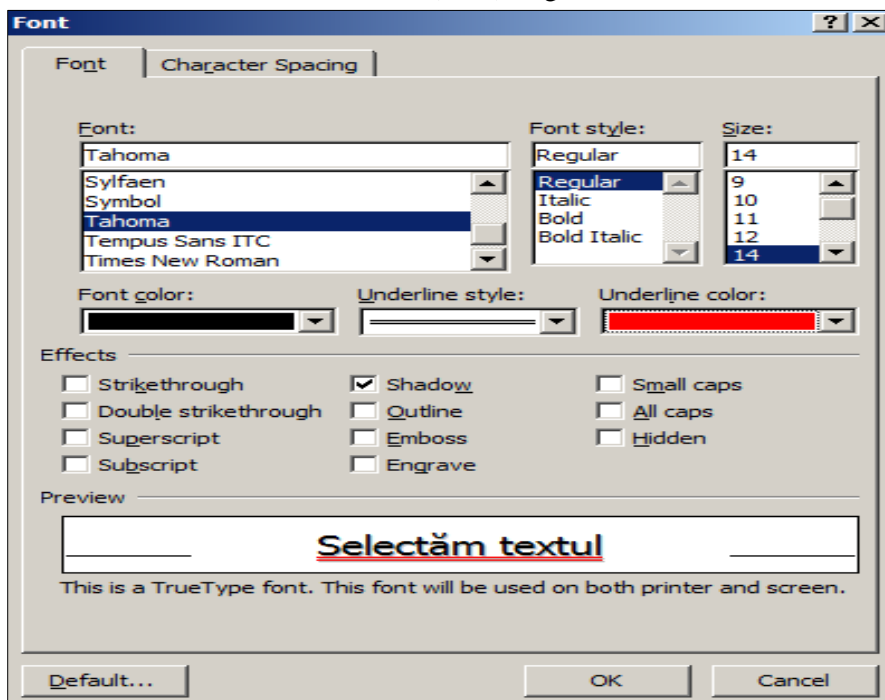 Font
Font Character Spacing
Font: Font style: Size:
Tahoma Regular 14
Sylfaen Regular 9
Symbol Italic 10
Tahoma Bold 11
Tempus Sans ITC Bold Italic 12
Times New Roman 14
Font color: Underline style: Underline color:
Effects
Strikethrough Shadow Small caps
Double strikethrough Outline All caps
Superscript Emboss Hidden
Subscript Engrave
Preview
Selectăm textul
This is a TrueType font. This font will be used on both printer and screen.
Default... OK Cancel